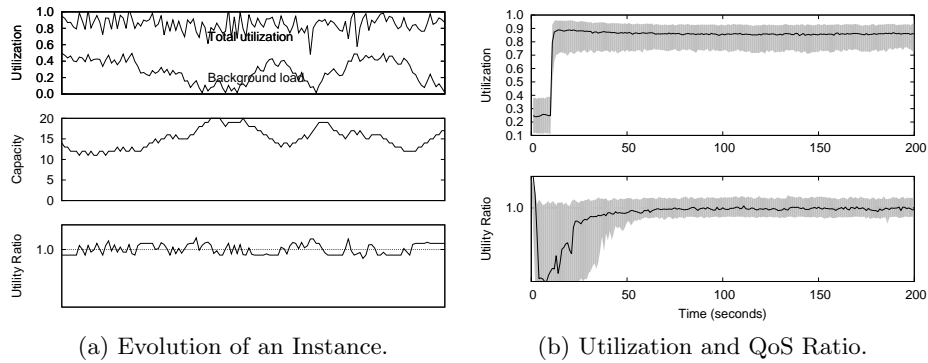 1.0
0.8
0.6
0.4
0.2
0.0
Utilization
Total utilization
Background load
20
15
10
5
0
Capacity
1.0
Utility Ratio
(a) Evolution of an Instance.
1.0
0.9
0.8
0.7
0.6
0.5
0.4
0.3
0.2
0.1
Utilization
0 50 100 150 200
1.0
Utility Ratio
0 50 100 150 200
Time (seconds)
(b) Utilization and QoS Ratio.